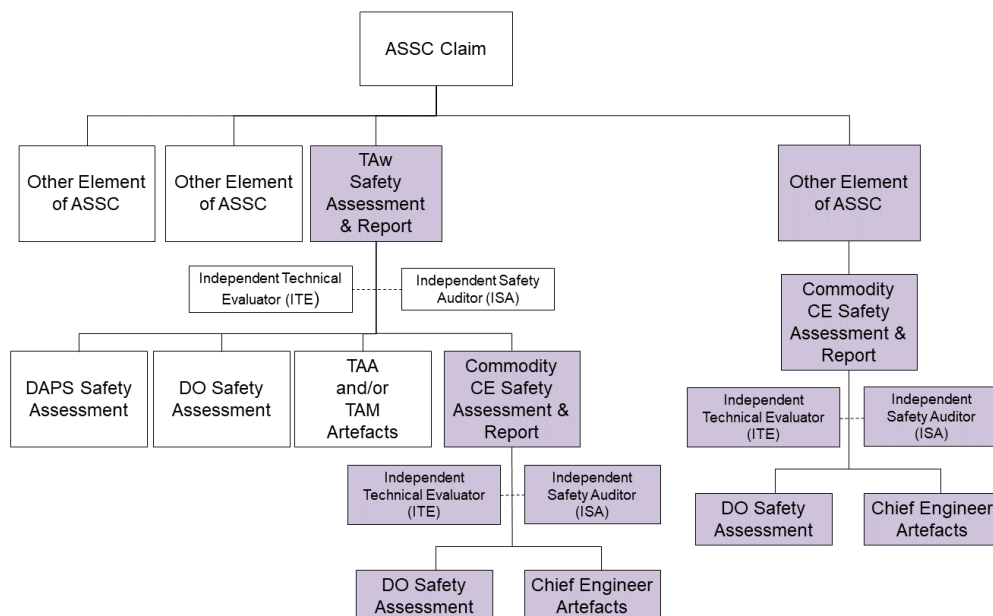 ASSC Claim
Other Element
of ASSC
Other Element
of ASSC
TAw
Safety
Assessment
& Report
Other Element
of ASSC
Independent Technical
Evaluator (ITE)
Independent Safety
Auditor (ISA)
Commodity
CE Safety
Assessment &
Report
DAPS Safety
Assessment
DO Safety
Assessment
TAA
and/or
TAM
Artefacts
Commodity
CE Safety
Assessment &
Report
Independent
Technical Evaluator
(ITE)
Independent
Safety Auditor
(ISA)
Independent
Technical Evaluator
(ITE)
Independent
Safety Auditor
(ISA)
DO Safety
Assessment
Chief Engineer
Artefacts
DO Safety
Assessment
Chief Engineer
Artefacts